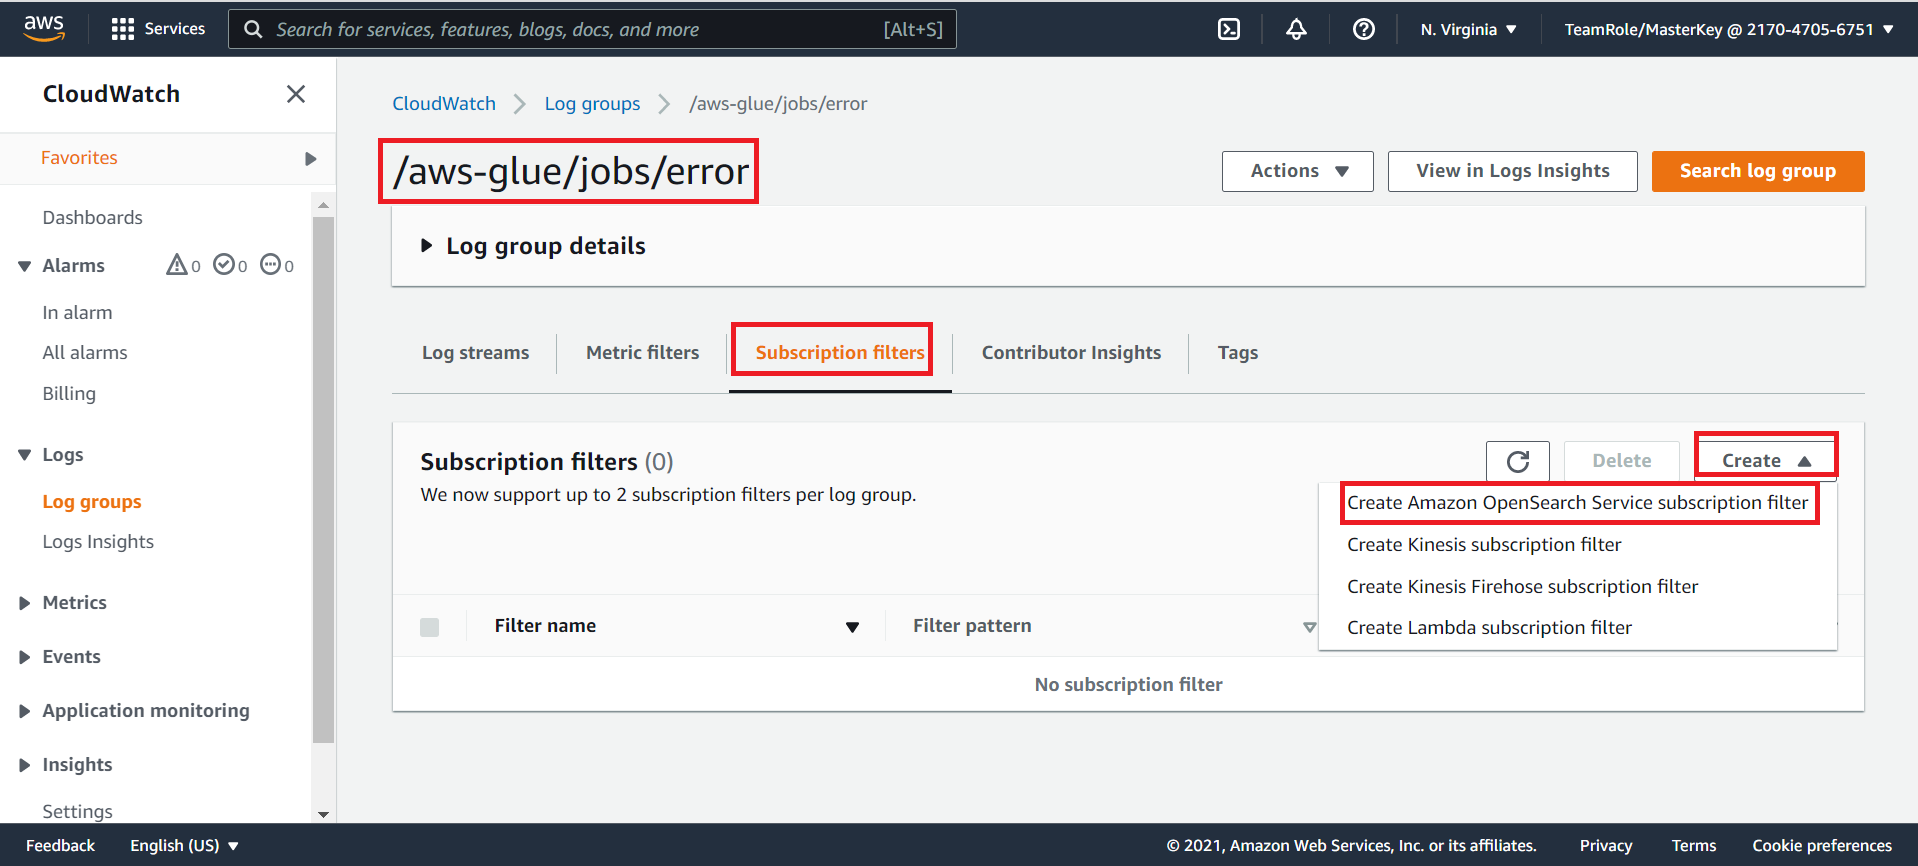 aws
Services
Search for services, features, blogs, docs, and more [Alt+S]
N. Virginia
TeamRole/MasterKey @ 2170-4705-6751
CloudWatch
Favorites
Dashboards
Alarms 0 0 0
In alarm
All alarms
Billing
Logs
Log groups
Logs Insights
Metrics
Events
Application monitoring
Insights
Settings
CloudWatch Log groups /aws-glue/jobs/error
/aws-glue/jobs/error
Actions
View in Logs Insights
Search log group
Log group details
Log streams
Metric filters
Subscription filters
Contributor Insights
Tags
Subscription filters (0)
We now support up to 2 subscription filters per log group.
Delete
Create
Create Amazon OpenSearch Service subscription filter
Create Kinesis subscription filter
Create Kinesis Firehose subscription filter
Create Lambda subscription filter
Filter name
Filter pattern
No subscription filter
Feedback
English (US)
© 2021, Amazon Web Services, Inc. or its affiliates.
Privacy
Terms
Cookie preferences